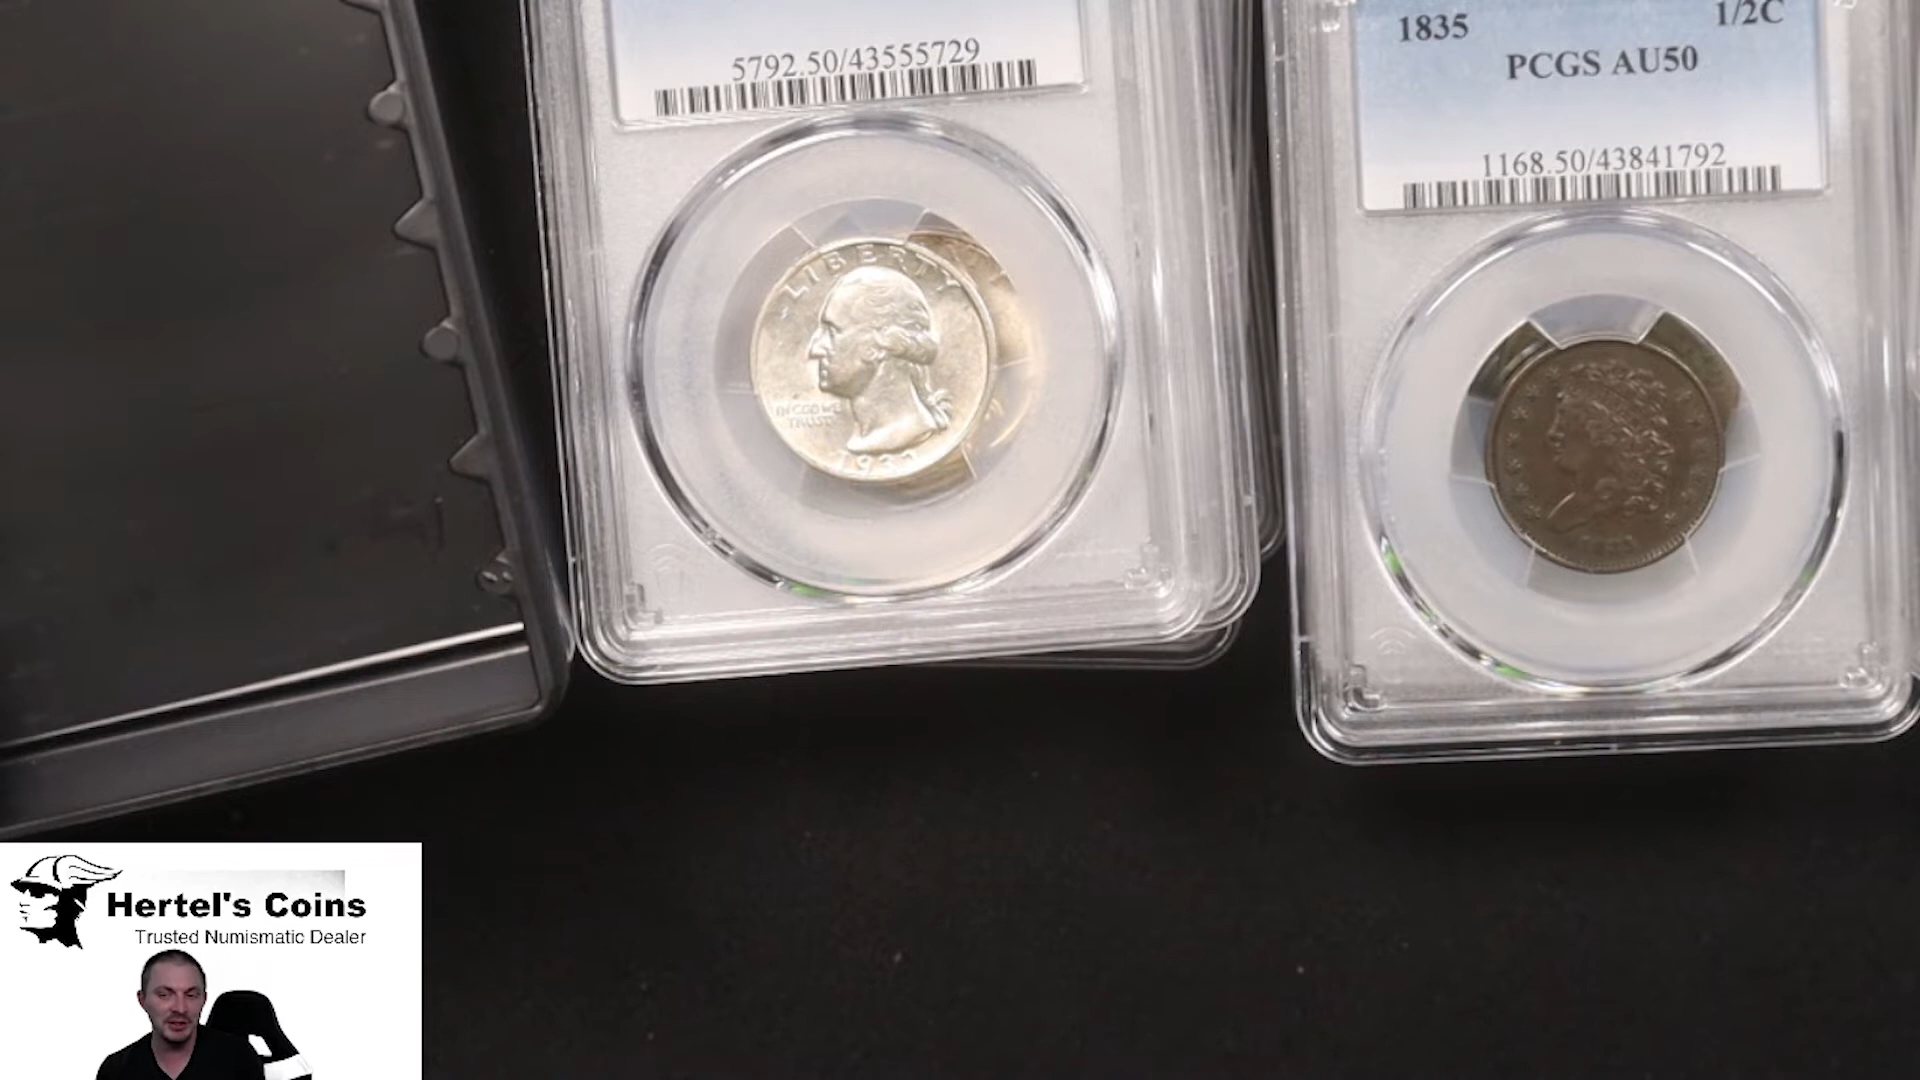 5792.50/43555729
LIBERTY
IN GOD WE
TRUST
1835 1/2C
PCGS AU50
1168.50/43841792
Hertel's Coins
Trusted Numismatic Dealer